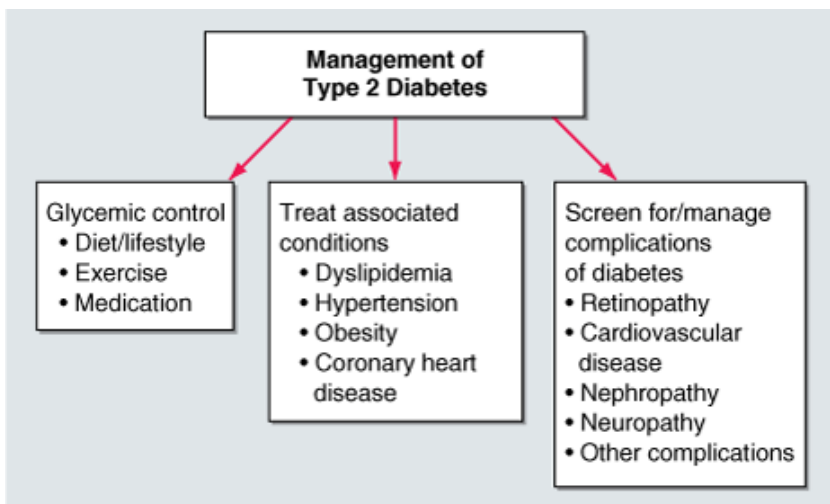 Management of
Type 2 Diabetes
Glycemic control
• Diet/lifestyle
• Exercise
• Medication
Treat associated
conditions
• Dyslipidemia
• Hypertension
• Obesity
• Coronary heart
disease
Screen for/manage
complications
of diabetes
• Retinopathy
• Cardiovascular
disease
• Nephropathy
• Neuropathy
• Other complications